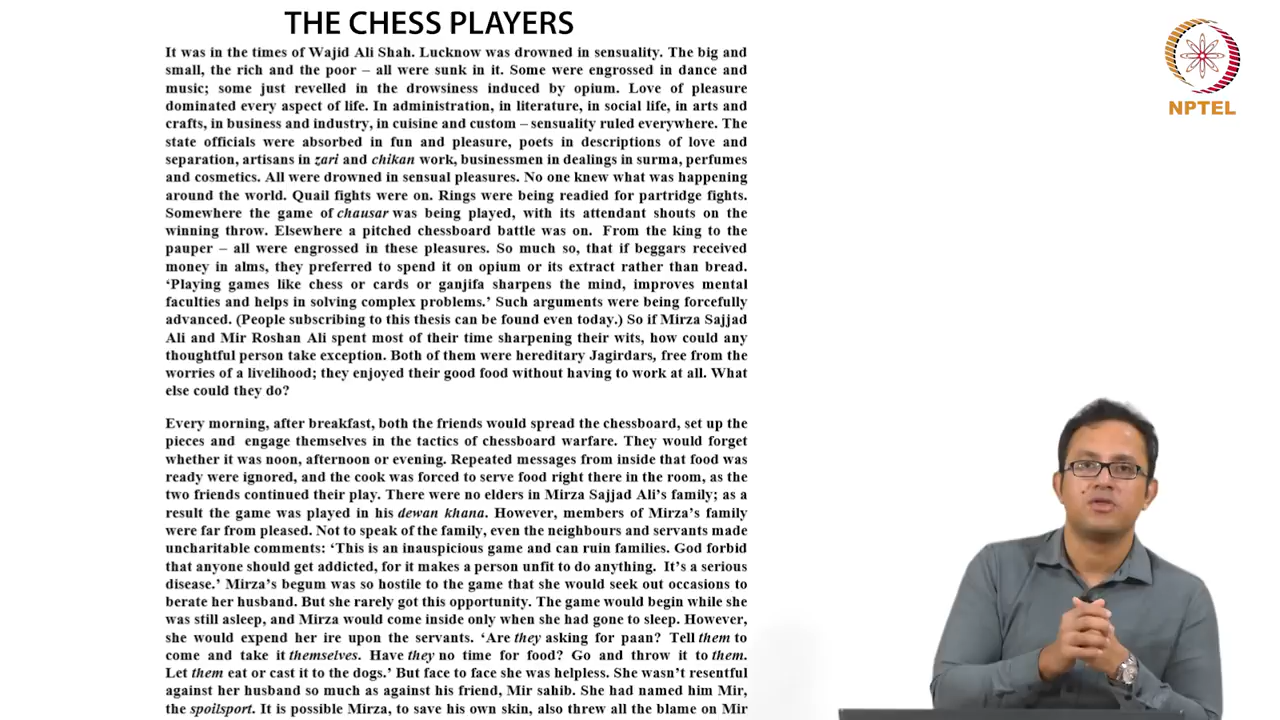 THE CHESS PLAYERS
It was in the times of Wajid Ali Shah. Lucknow was drowned in sensuality. The big and
small, the rich and the poor – all were sunk in it. Some were engrossed in dance and
music; some just revelled in the drowsiness induced by opium. Love of pleasure
dominated every aspect of life. In administration, in literature, in social life, in arts and
crafts, in business and industry, in cuisine and custom – sensuality ruled everywhere. The
state officials were absorbed in fun and pleasure, poets in descriptions of love and
separation, artisans in zari and chikan work, businessmen in dealings in surma, perfumes
and cosmetics. All were drowned in sensual pleasures. No one knew what was happening
around the world. Quail fights were on. Rings were being readied for partridge fights.
Somewhere the game of chausar was being played, with its attendant shouts on the
winning throw. Elsewhere a pitched chessboard battle was on. From the king to the
pauper – all were engrossed in these pleasures. So much so, that if beggars received
money in alms, they preferred to spend it on opium or its extract rather than bread.
‘Playing games like chess or cards or ganjifa sharpens the mind, improves mental
faculties and helps in solving complex problems.’ Such arguments were being forcefully
advanced. (People subscribing to this thesis can be found even today.) So if Mirza Sajjad
Ali and Mir Roshan Ali spent most of their time sharpening their wits, how could any
thoughtful person take exception. Both of them were hereditary Jagirdars, free from the
worries of a livelihood; they enjoyed their good food without having to work at all. What
else could they do?
Every morning, after breakfast, both the friends would spread the chessboard, set up the
pieces and engage themselves in the tactics of chessboard warfare. They would forget
whether it was noon, afternoon or evening. Repeated messages from inside that food was
ready were ignored, and the cook was forced to serve food right there in the room, as the
two friends continued their play. There were no elders in Mirza Sajjad Ali’s family; as a
result the game was played in his dewan khana. However, members of Mirza’s family
were far from pleased. Not to speak of the family, even the neighbours and servants made
uncharitable comments: ‘This is an inauspicious game and can ruin families. God forbid
that anyone should get addicted, for it makes a person unfit to do anything. It’s a serious
disease.’ Mirza’s begum was so hostile to the game that she would seek out occasions to
berate her husband. But she rarely got this opportunity. The game would begin while she
was still asleep, and Mirza would come inside only when she had gone to sleep. However,
she would expend her ire upon the servants. ‘Are they asking for paan? Tell them to
come and take it themselves. Have they no time for food? Go and throw it to them.
Let them eat or cast it to the dogs.’ But face to face she was helpless. She wasn’t resentful
against her husband so much as against his friend, Mir sahib. She had named him Mir,
the spoilsport. It is possible Mirza, to save his own skin, also threw all the blame on Mir
NPTEL